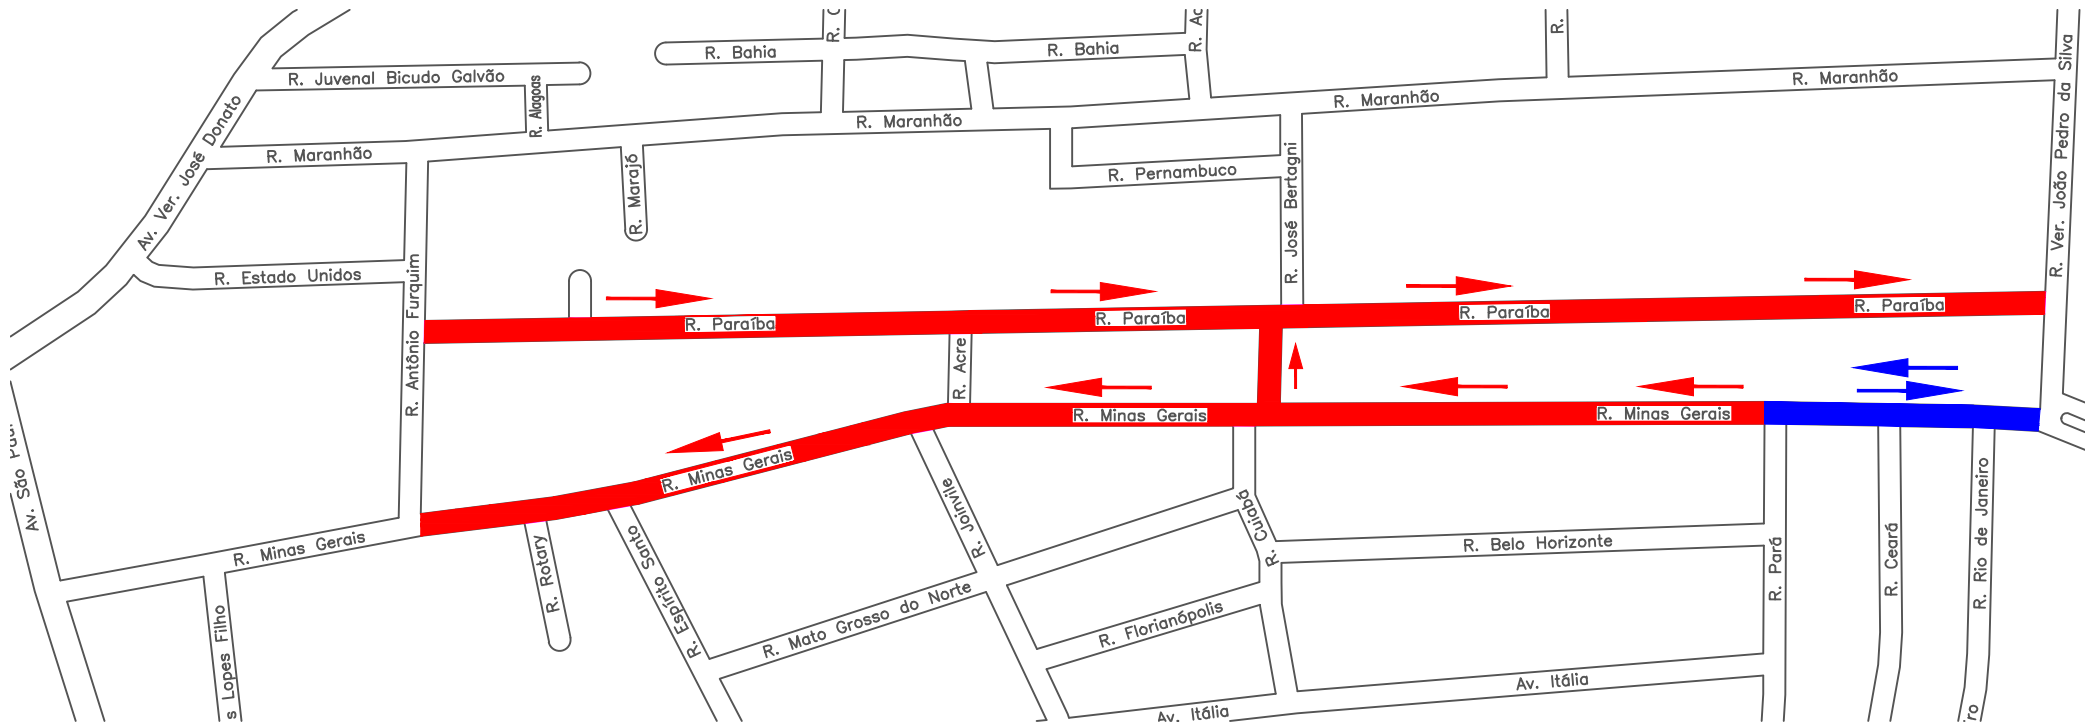 R. Bahia
R. Bahia
R. Juvenal Bicudo Galvão
R. Alagoas
R. Maranhão
R. Maranhão
R. Maranhão
R. Maranhão
Av. Ver. José Donato
R. Marajó
R. Pernambuco
R. José Bertagni
R. Ver. João Pedro da Silva
R. Estado Unidos
R. Antônio Furquim
R. Paraíba
R. Paraíba
R. Paraíba
R. Paraíba
R. Acre
R. Minas Gerais
R. Minas Gerais
R. Minas Gerais
R. Minas Gerais
Av. São
R. Rotary
R. Espírito Santo
R. Joinvile
R. Cuiabá
R. Belo Horizonte
R. Pará
R. Ceará
R. Rio de Janeiro
R. Mato Grosso do Norte
R. Florianópolis
s Lopes Filho
Av. Itália
Av. Itália
R.
R.
R.
ro